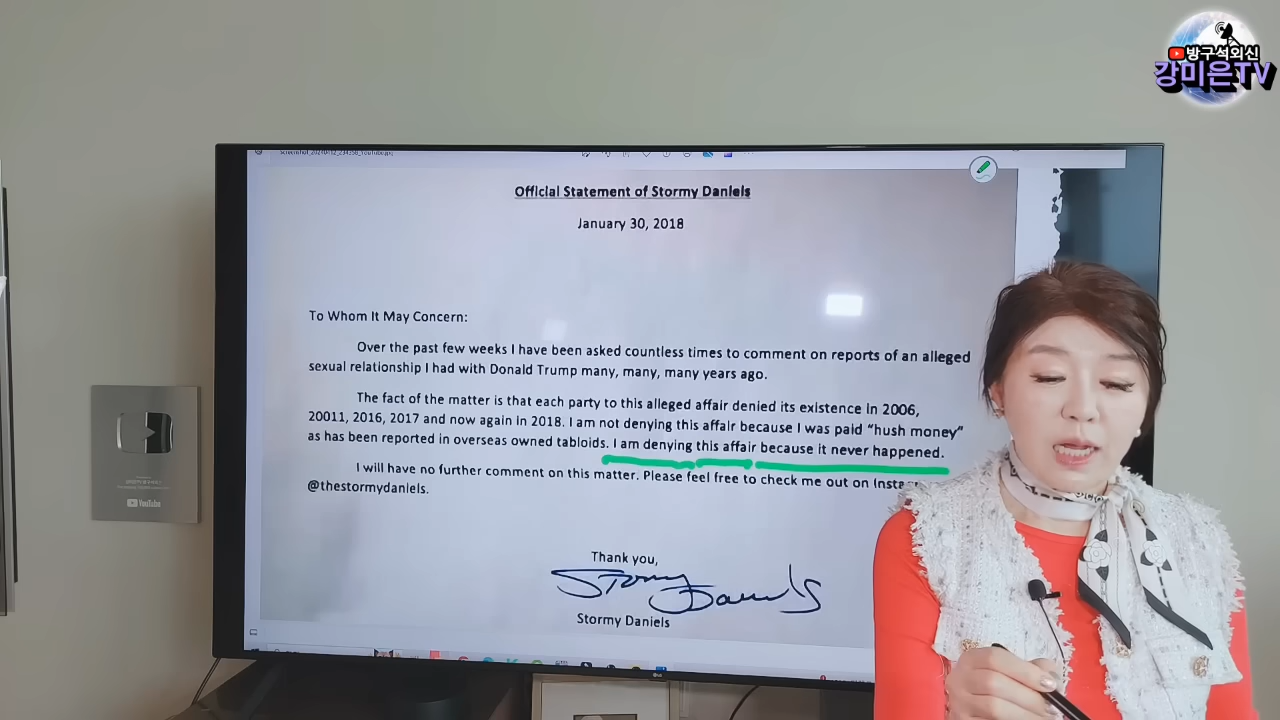 방구석외신
강미은TV
Official Statement of Stormy Daniels
January 30, 2018
To Whom It May Concern:
Over the past few weeks I have been asked countless times to comment on reports of an alleged
sexual relationship I had with Donald Trump many, many, many years ago.
The fact of the matter is that each party to this alleged affair denied its existence in 2006,
20011, 2016, 2017 and now again in 2018. I am not denying this affair because I was paid “hush money”
as has been reported in overseas owned tabloids. I am denying this affair because it never happened.
I will have no further comment on this matter. Please feel free to check me out on
@thestormydaniels.
Thank you,
Stormy Daniels
Stormy Daniels
YouTube
LG